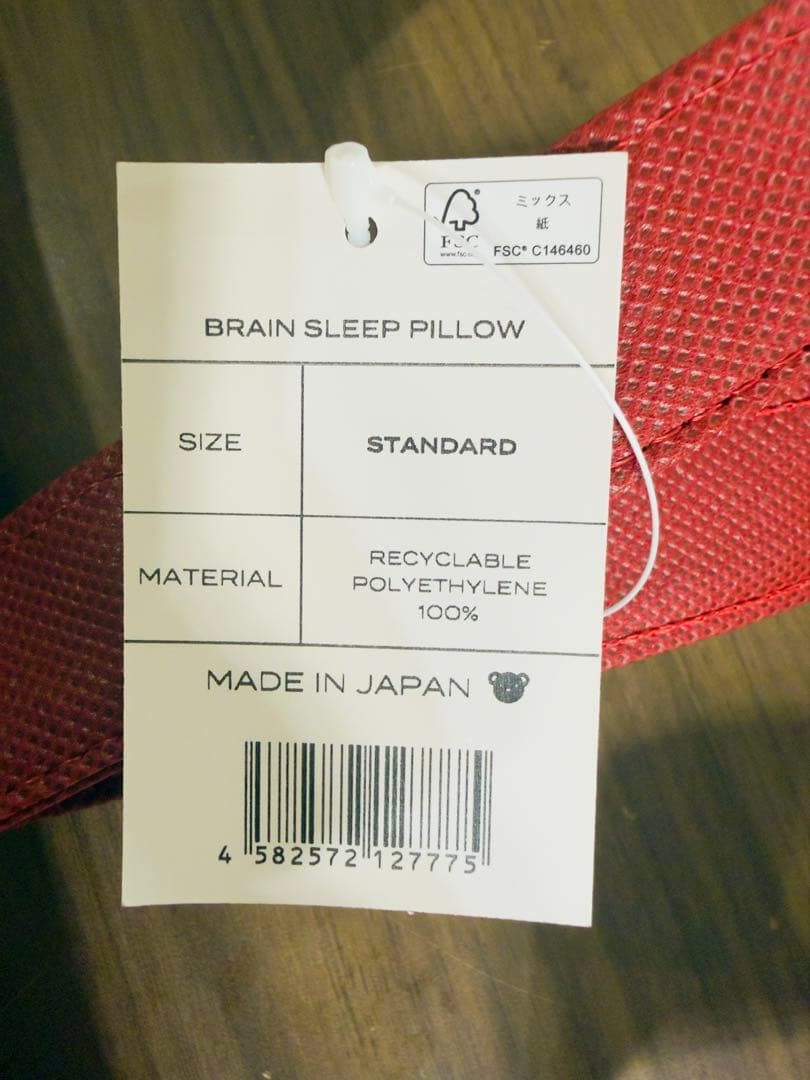 ミックス
紙
FSC
FSC® C146460
BRAIN SLEEP PILLOW
SIZE
STANDARD
MATERIAL
RECYCLABLE
POLYETHYLENE
100%
MADE IN JAPAN
4 582572 127775